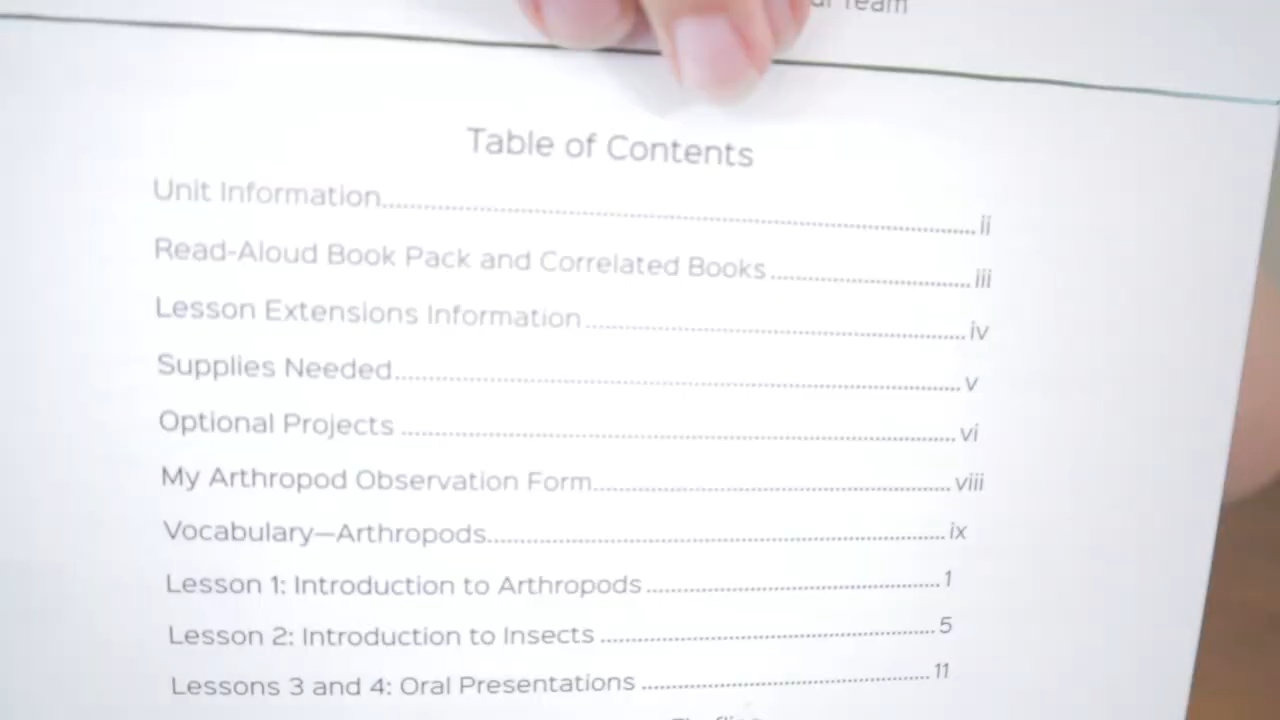 Team
Table of Contents
Unit Information ii
Read-Aloud Book Pack and Correlated Books iii
Lesson Extensions Information iv
Supplies Needed v
Optional Projects vi
My Arthropod Observation Form viii
Vocabulary—Arthropods ix
Lesson 1: Introduction to Arthropods 1
Lesson 2: Introduction to Insects 5
Lessons 3 and 4: Oral Presentations 11